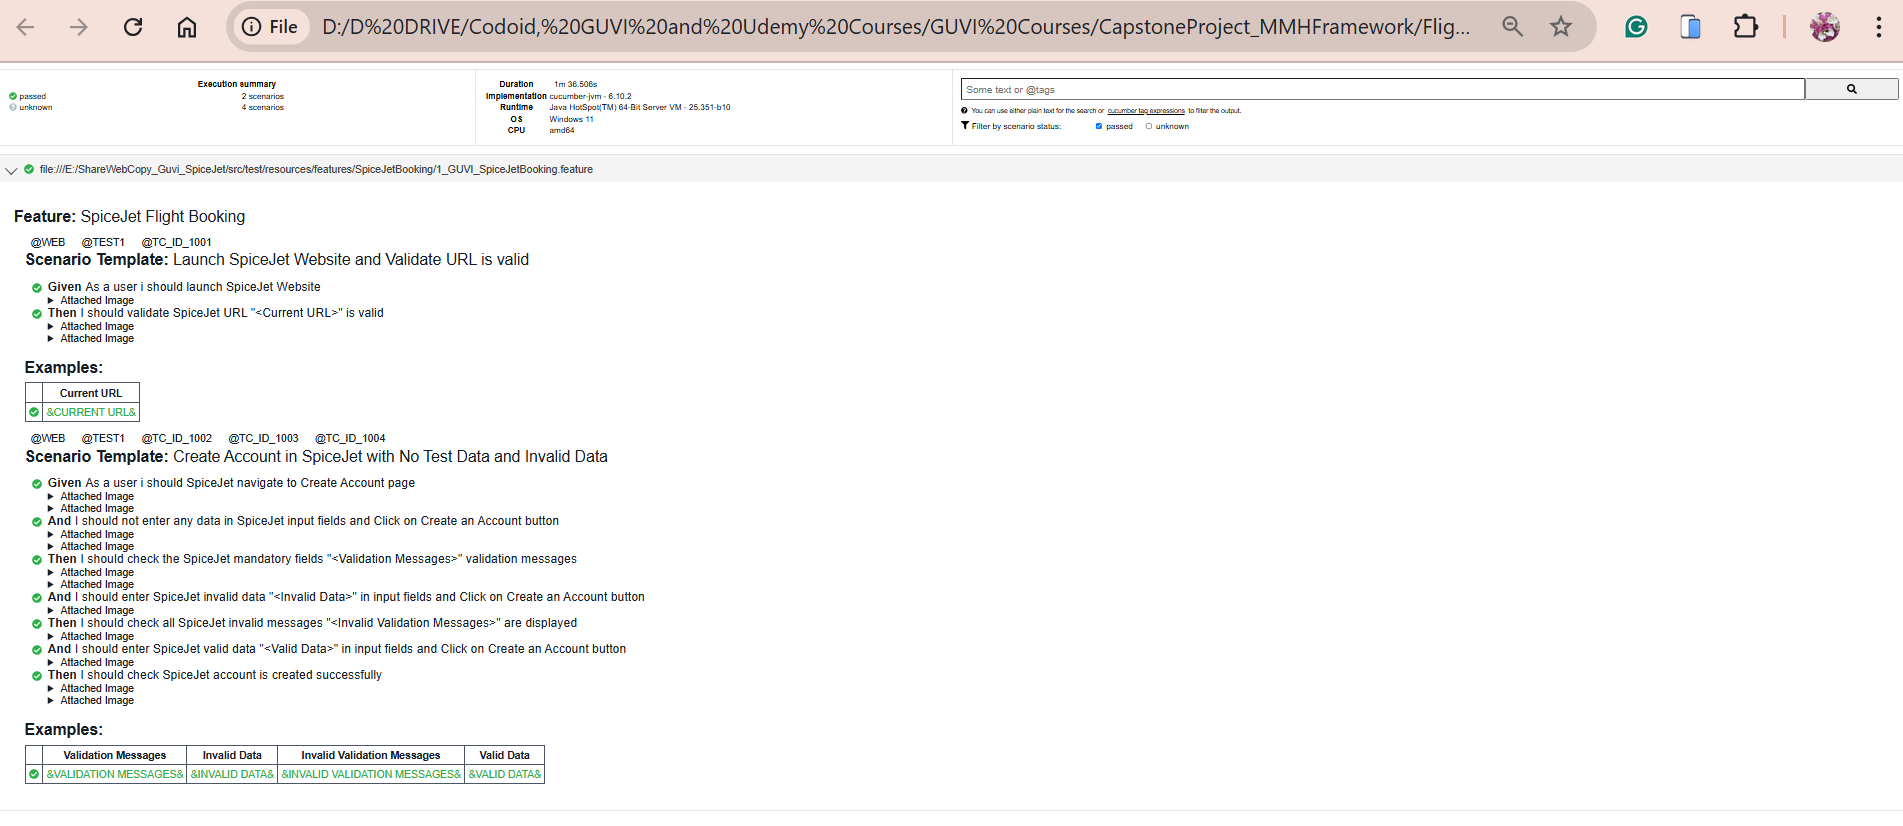 File D:/D%20DRIVE/Codoid,%20GUVI%20and%20Udemy%20Courses/GUVI%20Courses/CapstoneProject_MMHFramework/Flig...
Execution summary
passed 2 scenarios
unknown 4 scenarios
Duration 1m 36.506s
Implementation cucumber-jvm - 6.10.2
Runtime Java HotSpot(TM) 64-Bit Server VM - 25.351-b10
OS Windows 11
CPU amd64
Some text or @tags
You can use either plain text for the search or cucumber tag expressions to filter the output.
Filter by scenario status: passed unknown
file:///E:/ShareWebCopy_Guvi_SpiceJet/src/test/resources/features/SpiceJetBooking/1_GUVI_SpiceJetBooking.feature
Feature: SpiceJet Flight Booking
@WEB @TEST1 @TC_ID_1001
Scenario Template: Launch SpiceJet Website and Validate URL is valid
Given As a user i should launch SpiceJet Website
Attached Image
Then I should validate SpiceJet URL "<Current URL>" is valid
Attached Image
Attached Image
Examples:
Current URL
&CURRENT URL&
@WEB @TEST1 @TC_ID_1002 @TC_ID_1003 @TC_ID_1004
Scenario Template: Create Account in SpiceJet with No Test Data and Invalid Data
Given As a user i should SpiceJet navigate to Create Account page
Attached Image
Attached Image
And I should not enter any data in SpiceJet input fields and Click on Create an Account button
Attached Image
Attached Image
Then I should check the SpiceJet mandatory fields "<Validation Messages>" validation messages
Attached Image
Attached Image
And I should enter SpiceJet invalid data "<Invalid Data>" in input fields and Click on Create an Account button
Attached Image
Then I should check all SpiceJet invalid messages "<Invalid Validation Messages>" are displayed
Attached Image
And I should enter SpiceJet valid data "<Valid Data>" in input fields and Click on Create an Account button
Attached Image
Then I should check SpiceJet account is created successfully
Attached Image
Attached Image
Examples:
Validation Messages Invalid Data Invalid Validation Messages Valid Data
&VALIDATION MESSAGES& &INVALID DATA& &INVALID VALIDATION MESSAGES& &VALID DATA&